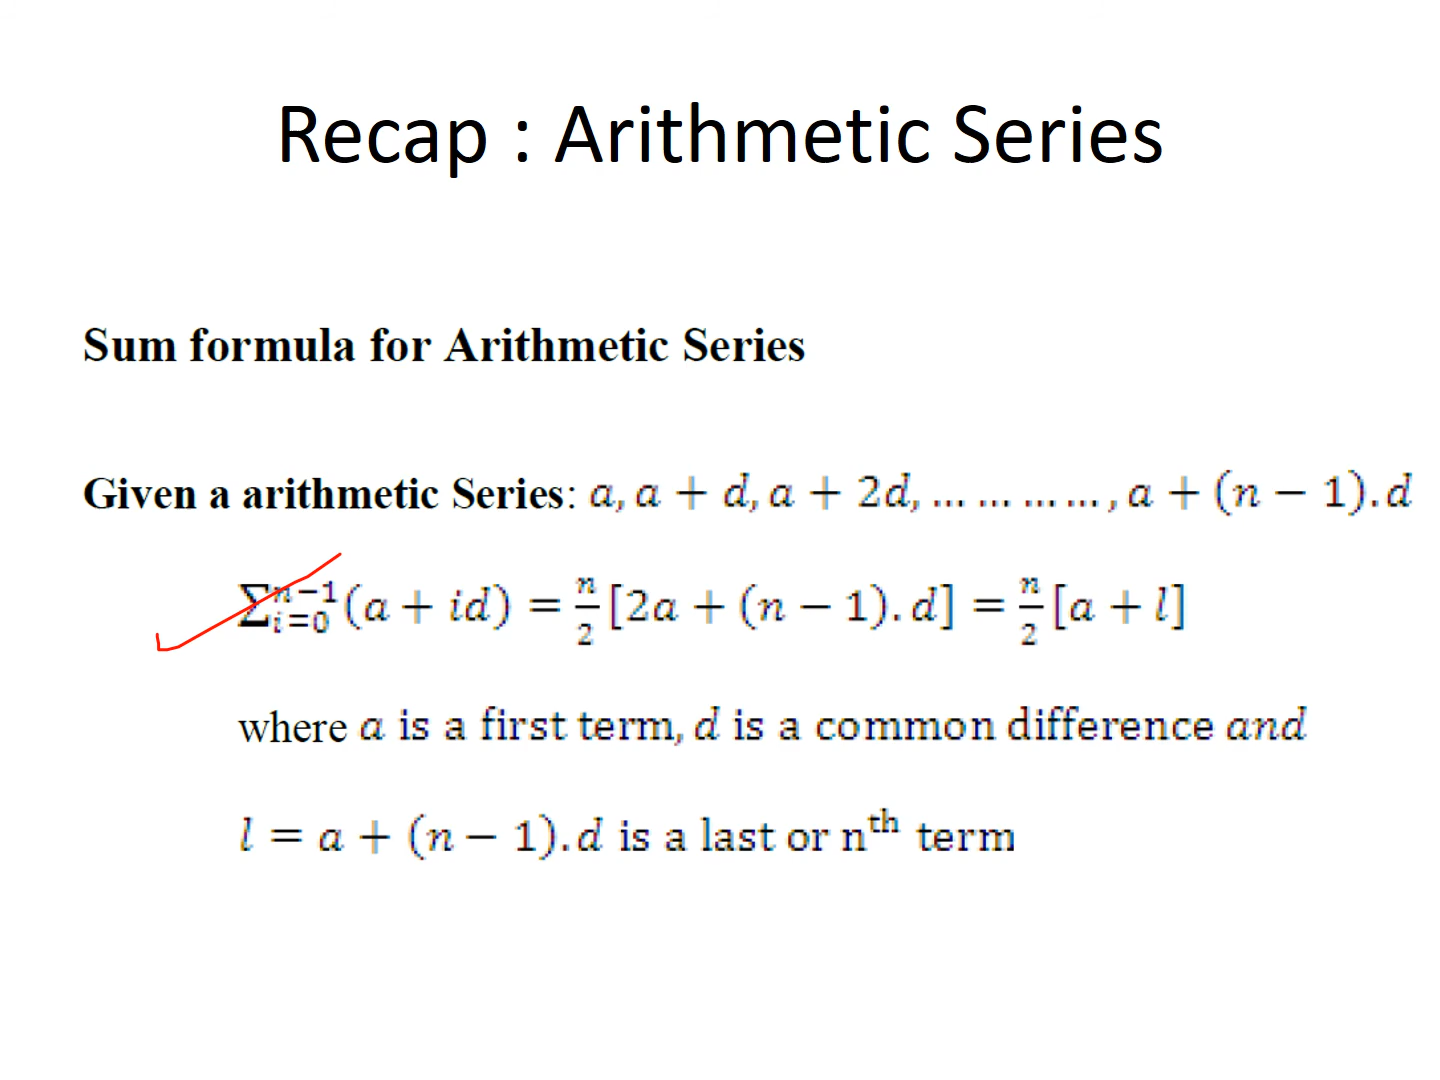 Recap : Arithmetic Series
Sum formula for Arithmetic Series
Given a arithmetic Series: a, a + d, a + 2d, … … … …, a + (n − 1). d
∑_{i=0}^{n−1}(a + id) = n/2 [2a + (n − 1). d] = n/2 [a + l]
where a is a first term, d is a common difference and
l = a + (n − 1). d is a last or n^th term